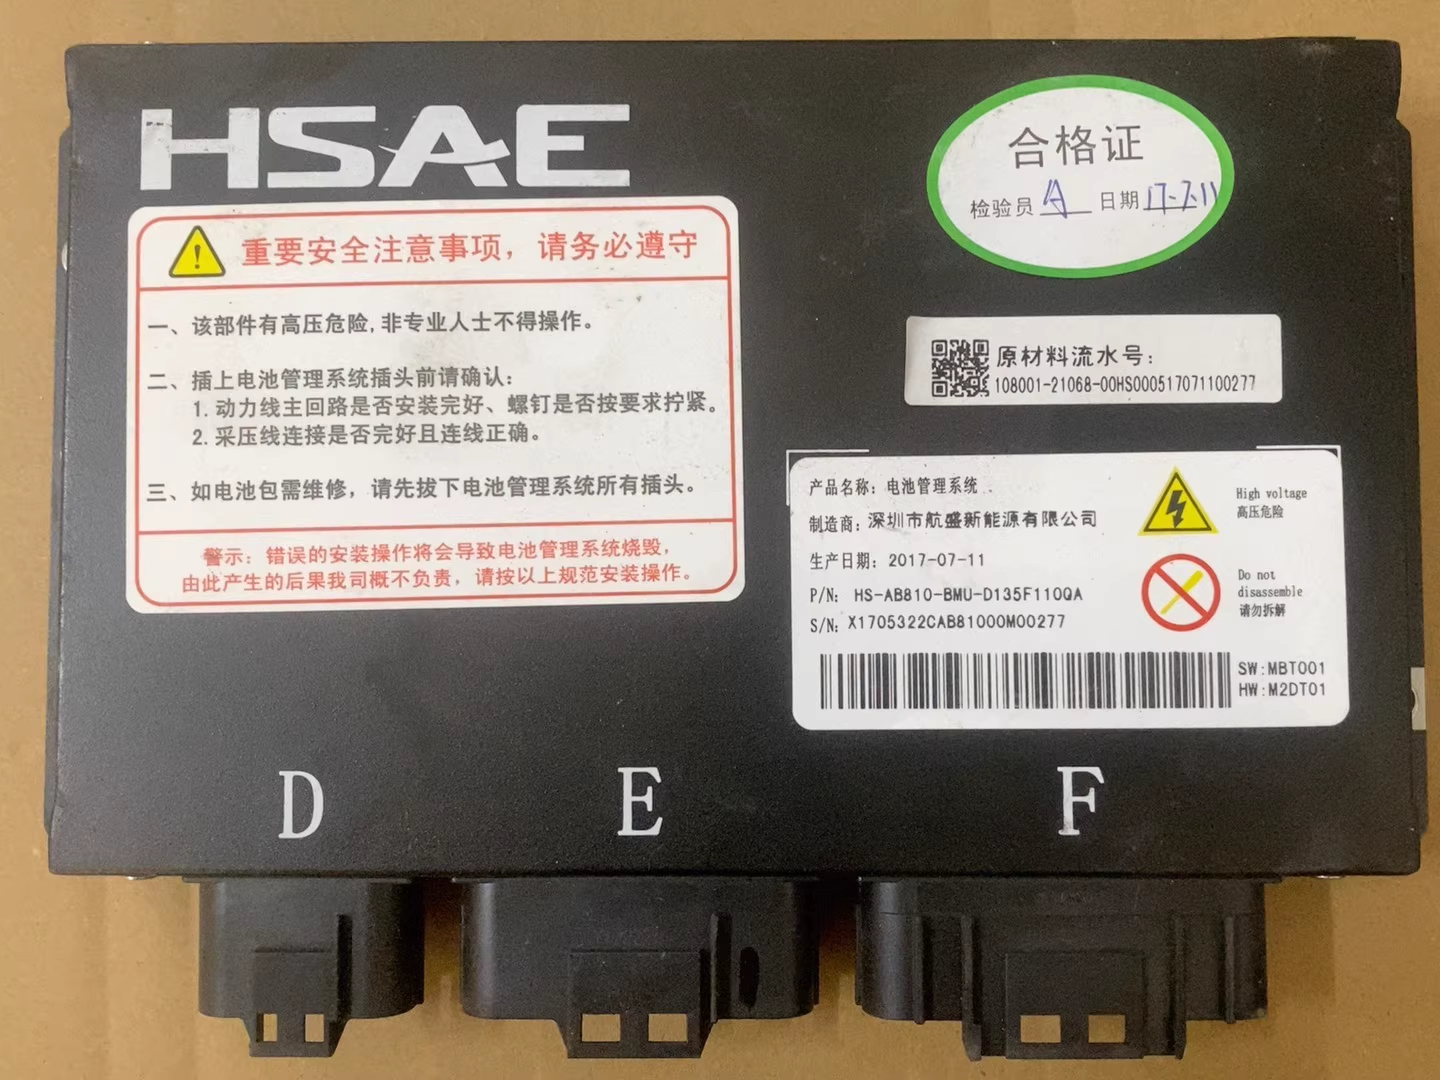 HSAE
重要安全注意事项，请务必遵守
一、该部件有高压危险,非专业人士不得操作。
二、插上电池管理系统插头前请确认：
1.动力线主回路是否安装完好、螺钉是否按要求拧紧。
2.采压线连接是否完好且连线正确。
三、如电池包需维修，请先拔下电池管理系统所有插头。
警示：错误的安装操作将会导致电池管理系统烧毁，
由此产生的后果我司概不负责，请按以上规范安装操作。
合格证
检验员 日期 17-7-11
原材料流水号：
108001-21068-00HS000517071100277
产品名称：电池管理系统
制造商：深圳市航盛新能源有限公司
生产日期：2017-07-11
P/N: HS-AB810-BMU-D135F110QA
S/N: X1705322CAB81000M00277
High voltage
高压危险
Do not
disassemble
请勿拆解
SW:MBT001
HW:M2DT01
D E F